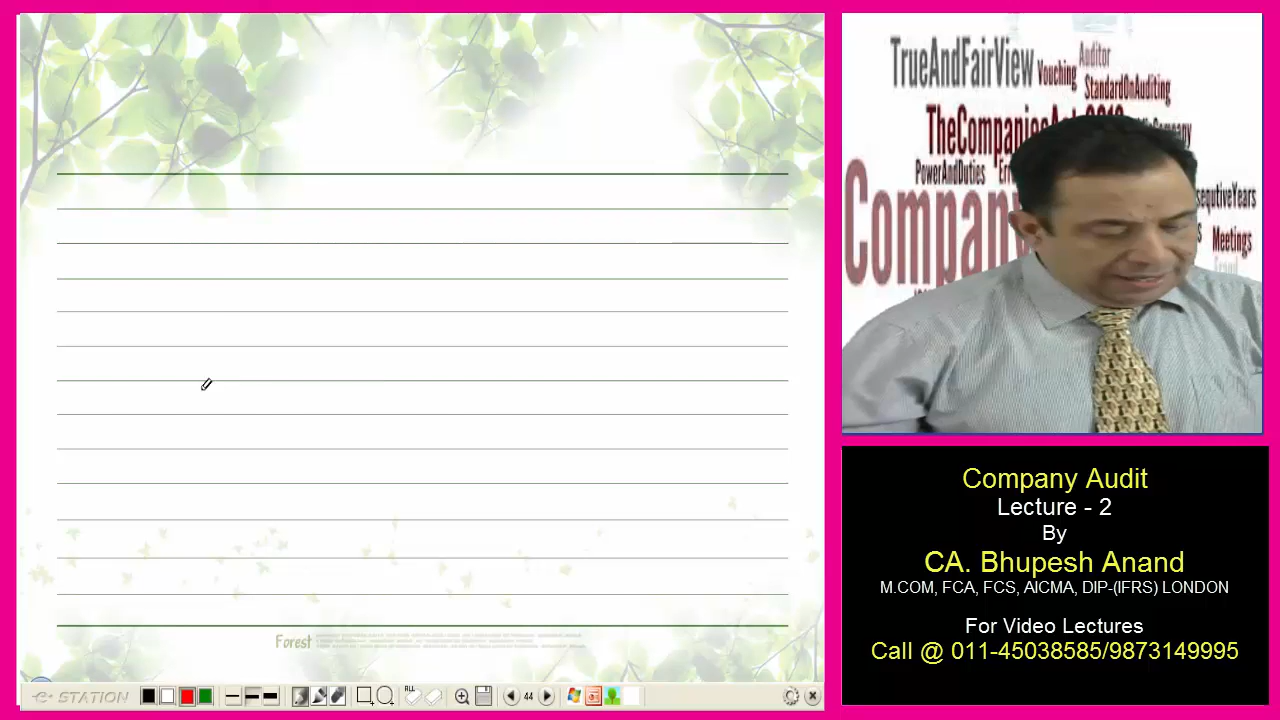 TrueAndFairView
Vouching
Auditor
StandardOnAuditing
Company
PowerAndDuties
Meetings
Forest
e-STATION
ALL
44
Company Audit
Lecture - 2
By
CA. Bhupesh Anand
M.COM, FCA, FCS, AICMA, DIP-(IFRS) LONDON
For Video Lectures
Call @ 011-45038585/9873149995